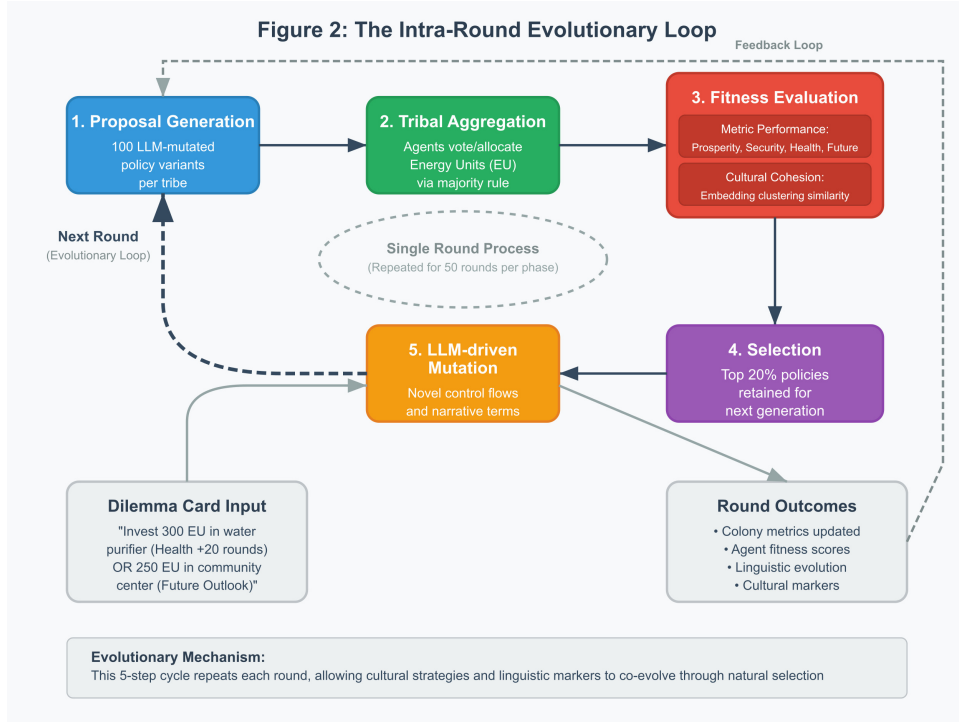 Figure 2: The Intra-Round Evolutionary Loop
Feedback Loop
1. Proposal Generation
100 LLM-mutated
policy variants
per tribe
2. Tribal Aggregation
Agents vote/allocate
Energy Units (EU)
via majority rule
3. Fitness Evaluation
Metric Performance:
Prosperity, Security, Health, Future
Cultural Cohesion:
Embedding clustering similarity
Next Round
(Evolutionary Loop)
Single Round Process
(Repeated for 50 rounds per phase)
5. LLM-driven
Mutation
Novel control flows
and narrative terms
4. Selection
Top 20% policies
retained for
next generation
Dilemma Card Input
"Invest 300 EU in water
purifier (Health +20 rounds)
OR 250 EU in community
center (Future Outlook)"
Round Outcomes
• Colony metrics updated
• Agent fitness scores
• Linguistic evolution
• Cultural markers
Evolutionary Mechanism:
This 5-step cycle repeats each round, allowing cultural strategies and linguistic markers to co-evolve through natural selection